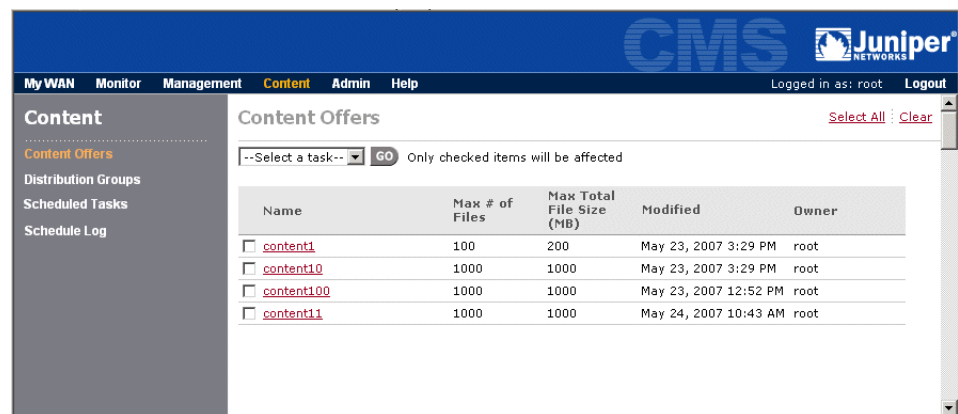 CMS
Juniper
NETWORKS
My WAN Monitor Management Content Admin Help Logged in as: root Logout
Content
Content Offers
Distribution Groups
Scheduled Tasks
Schedule Log
Content Offers Select All Clear
--Select a task-- GO Only checked items will be affected
Name Max # of Files Max Total File Size (MB) Modified Owner
content1 100 200 May 23, 2007 3:29 PM root
content10 1000 1000 May 23, 2007 3:29 PM root
content100 1000 1000 May 23, 2007 12:52 PM root
content11 1000 1000 May 24, 2007 10:43 AM root